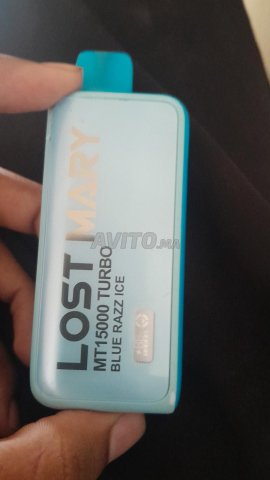 LOST MARY
MT15000 TURBO
BLUE RAZZ ICE
AVITO.ma